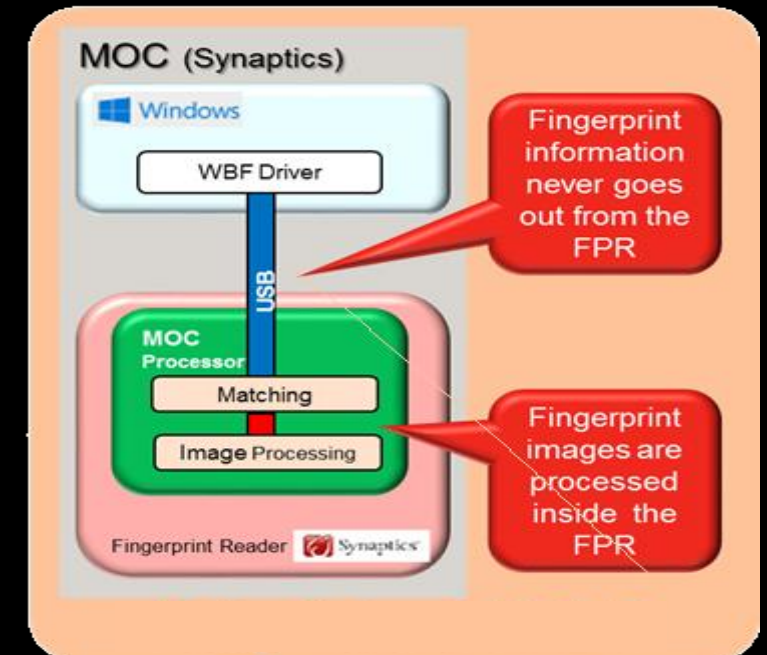 MOC (Synaptics)
Windows
WBF Driver
USB
MOC
Processor
Matching
Image Processing
Fingerprint Reader Synaptics
Fingerprint
information
never goes
out from the
FPR
Fingerprint
images are
processed
inside the
FPR